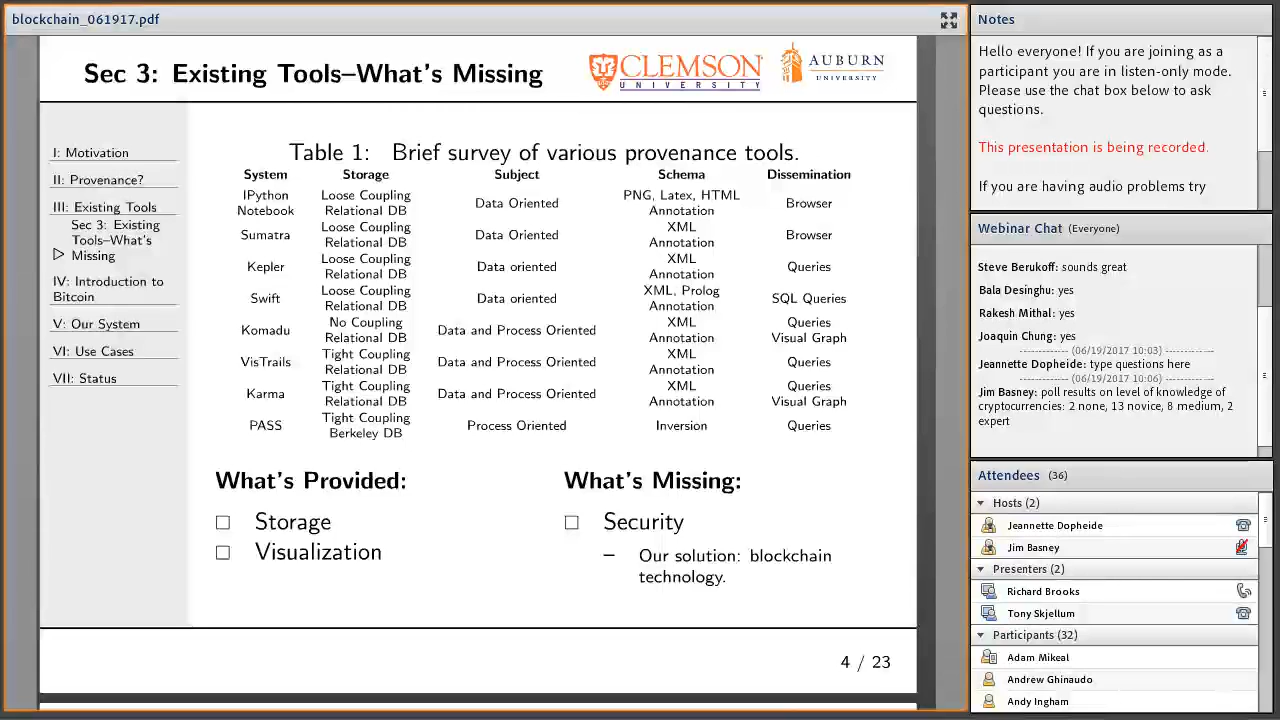 blockchain_061917.pdf
Sec 3: Existing Tools–What's Missing
CLEMSON
UNIVERSITY
AUBURN
UNIVERSITY
I: Motivation
II: Provenance?
III: Existing Tools
Sec 3: Existing
Tools–What's
▷ Missing
IV: Introduction to
Bitcoin
V: Our System
VI: Use Cases
VII: Status
Table 1: Brief survey of various provenance tools.
System Storage Subject Schema Dissemination
IPython Notebook Loose Coupling Relational DB Data Oriented PNG, Latex, HTML Annotation Browser
Sumatra Loose Coupling Relational DB Data Oriented XML Annotation Browser
Kepler Loose Coupling Relational DB Data oriented XML Annotation Queries
Swift Loose Coupling Relational DB Data oriented XML, Prolog Annotation SQL Queries
Komadu No Coupling Relational DB Data and Process Oriented XML Annotation Queries Visual Graph
VisTrails Tight Coupling Relational DB Data and Process Oriented XML Annotation Queries
Karma Tight Coupling Relational DB Data and Process Oriented XML Annotation Queries Visual Graph
PASS Tight Coupling Berkeley DB Process Oriented Inversion Queries
What's Provided:
□ Storage
□ Visualization
What's Missing:
□ Security
– Our solution: blockchain
technology.
4 / 23
Notes
Hello everyone! If you are joining as a
participant you are in listen-only mode.
Please use the chat box below to ask
questions.
This presentation is being recorded.
If you are having audio problems try
Webinar Chat (Everyone)
Steve Berukoff: sounds great
Bala Desinghu: yes
Rakesh Mithal: yes
Joaquin Chung: yes
------------ (06/19/2017 10:03) ------------
Jeannette Dopheide: type questions here
------------ (06/19/2017 10:06) ------------
Jim Basney: poll results on level of knowledge of
cryptocurrencies: 2 none, 13 novice, 8 medium, 2
expert
Attendees (36)
Hosts (2)
Jeannette Dopheide
Jim Basney
Presenters (2)
Richard Brooks
Tony Skjellum
Participants (32)
Adam Mikeal
Andrew Ghinaudo
Andy Ingham